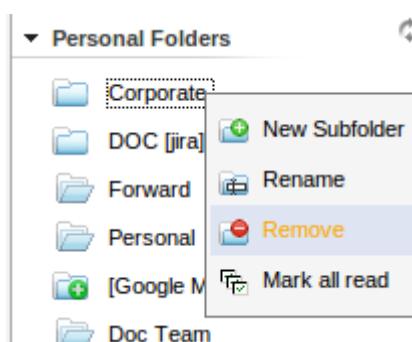 Personal Folders
Corporate
New Subfolder
DOC [jira]
Rename
Forward
Personal
Remove
[Google M
Mark all read
Doc Team